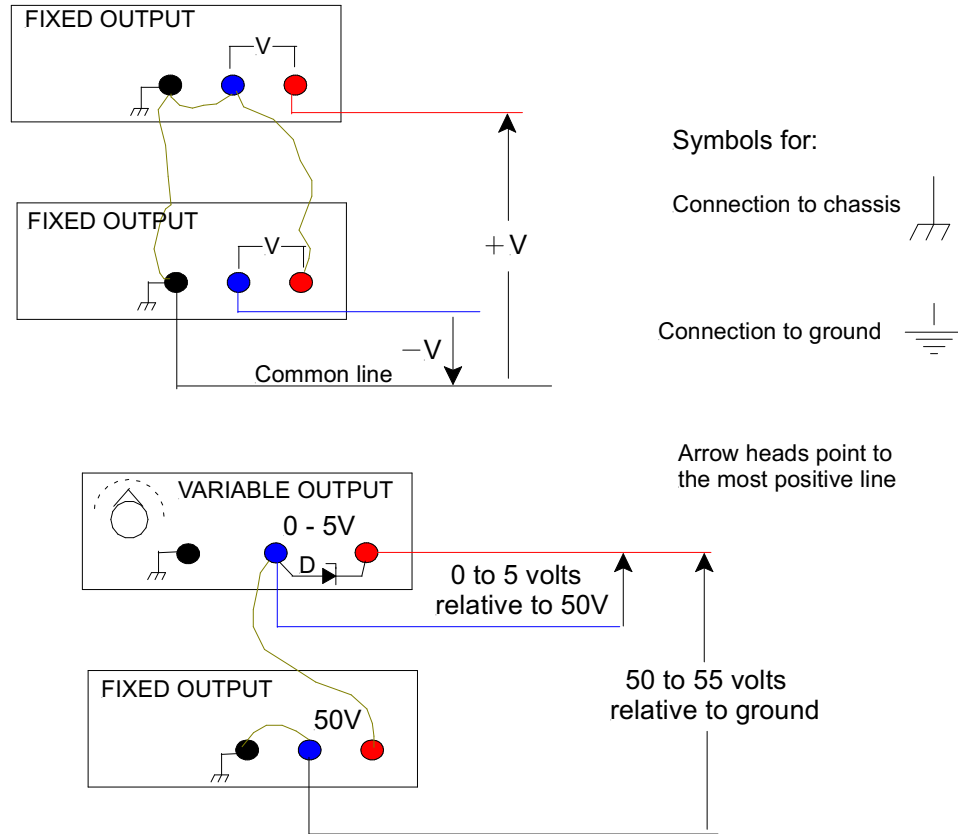 FIXED OUTPUT
V
FIXED OUTPUT
V
+V
−V
Common line
Symbols for:
Connection to chassis
Connection to ground
Arrow heads point to
the most positive line
VARIABLE OUTPUT
0 - 5V
D
0 to 5 volts
relative to 50V
FIXED OUTPUT
50V
50 to 55 volts
relative to ground